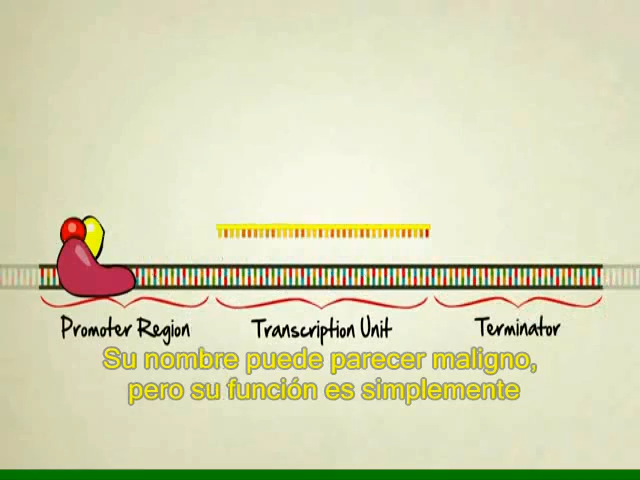 Promoter Region Transcription Unit Terminator
Su nombre puede parecer maligno,
pero su función es simplemente